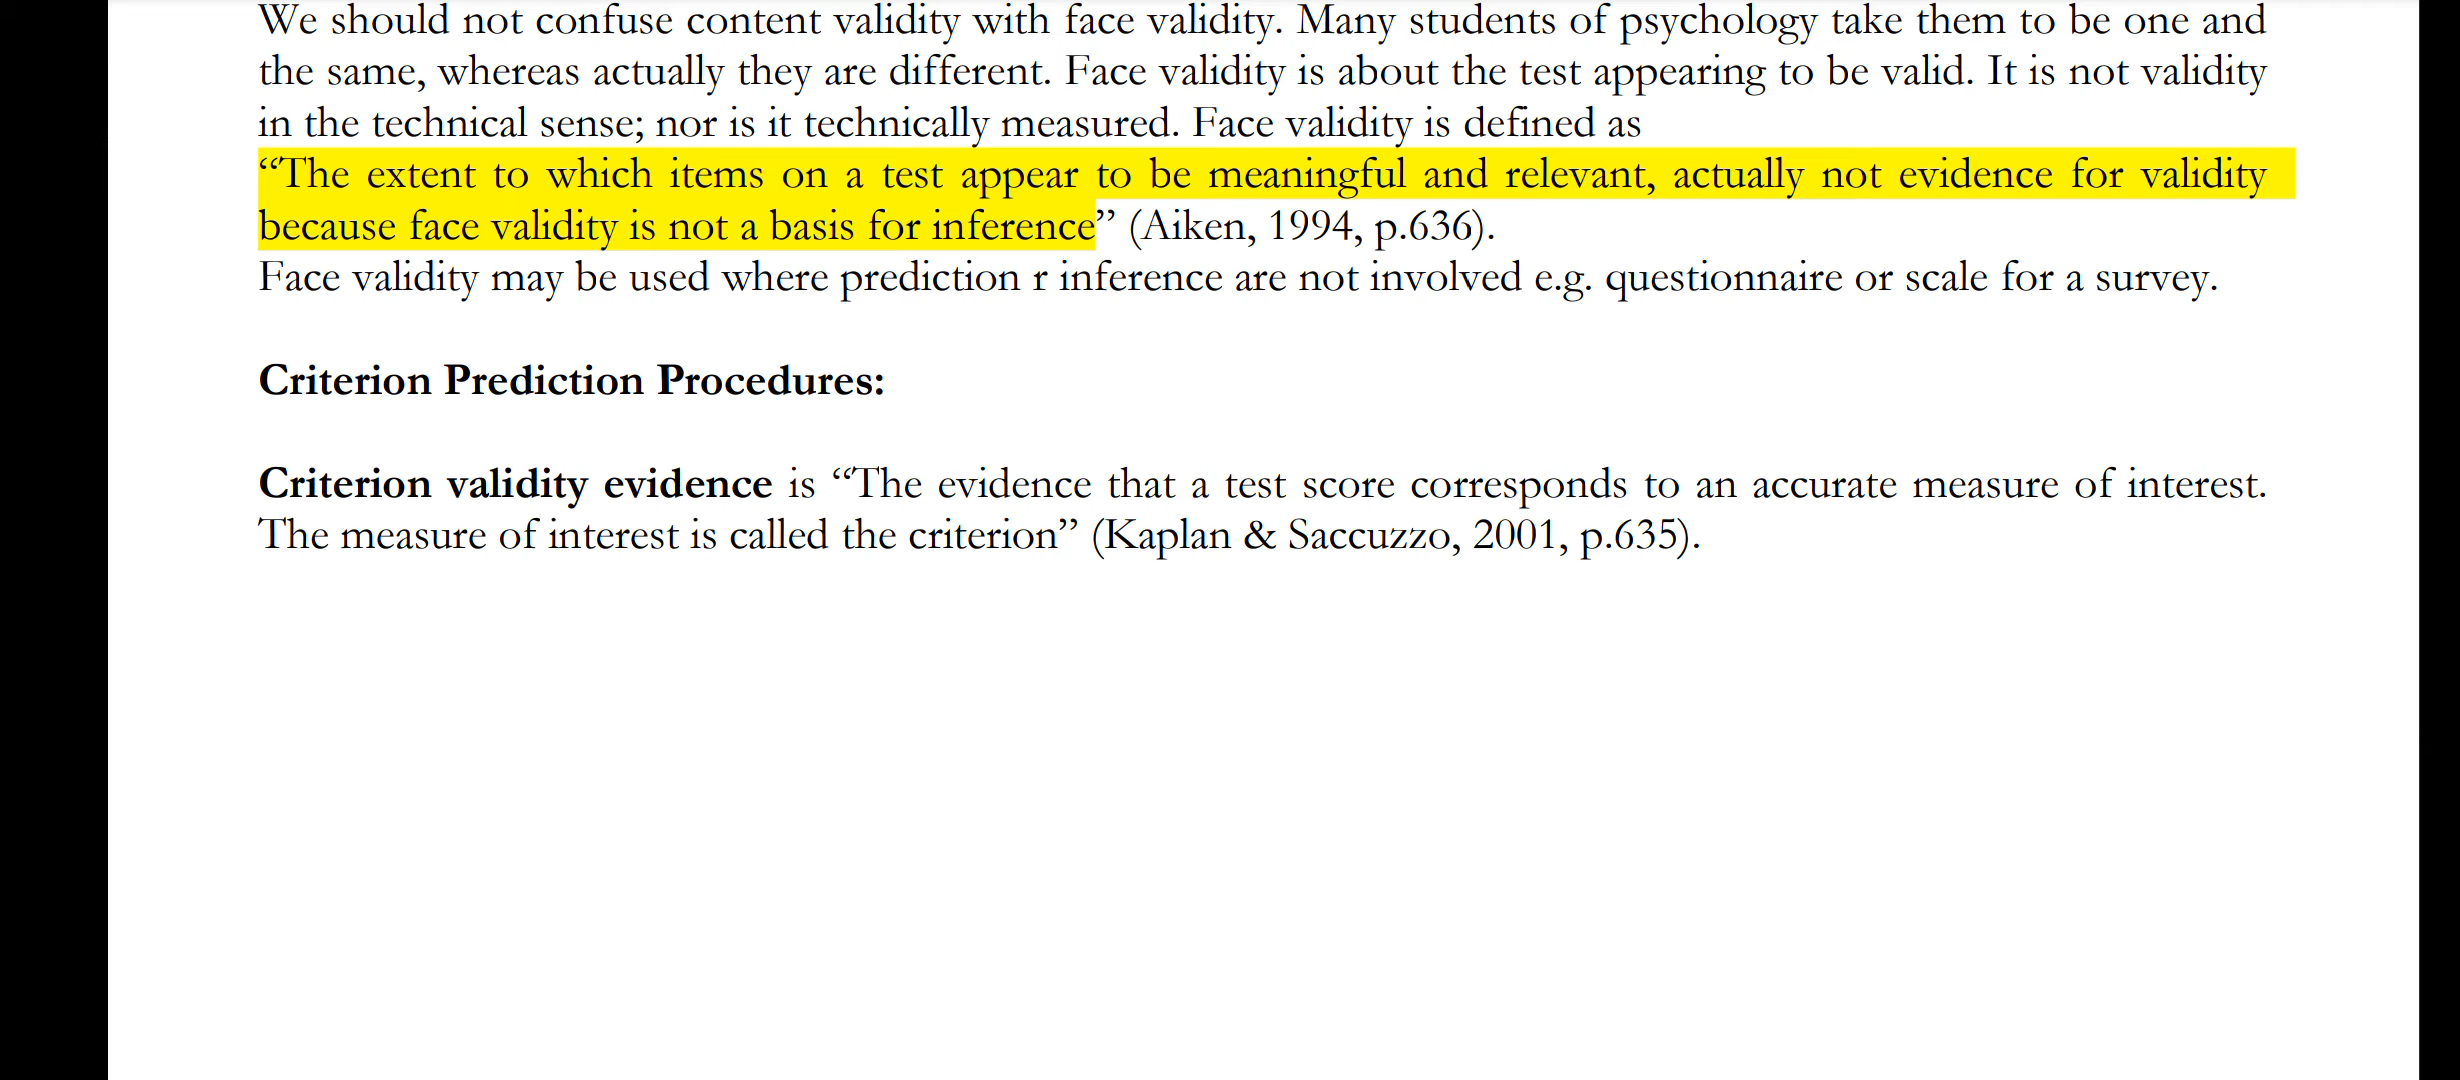 We should not confuse content validity with face validity. Many students of psychology take them to be one and
the same, whereas actually they are different. Face validity is about the test appearing to be valid. It is not validity
in the technical sense; nor is it technically measured. Face validity is defined as
“The extent to which items on a test appear to be meaningful and relevant, actually not evidence for validity
because face validity is not a basis for inference” (Aiken, 1994, p.636).
Face validity may be used where prediction r inference are not involved e.g. questionnaire or scale for a survey.
Criterion Prediction Procedures:
Criterion validity evidence is “The evidence that a test score corresponds to an accurate measure of interest.
The measure of interest is called the criterion” (Kaplan & Saccuzzo, 2001, p.635).